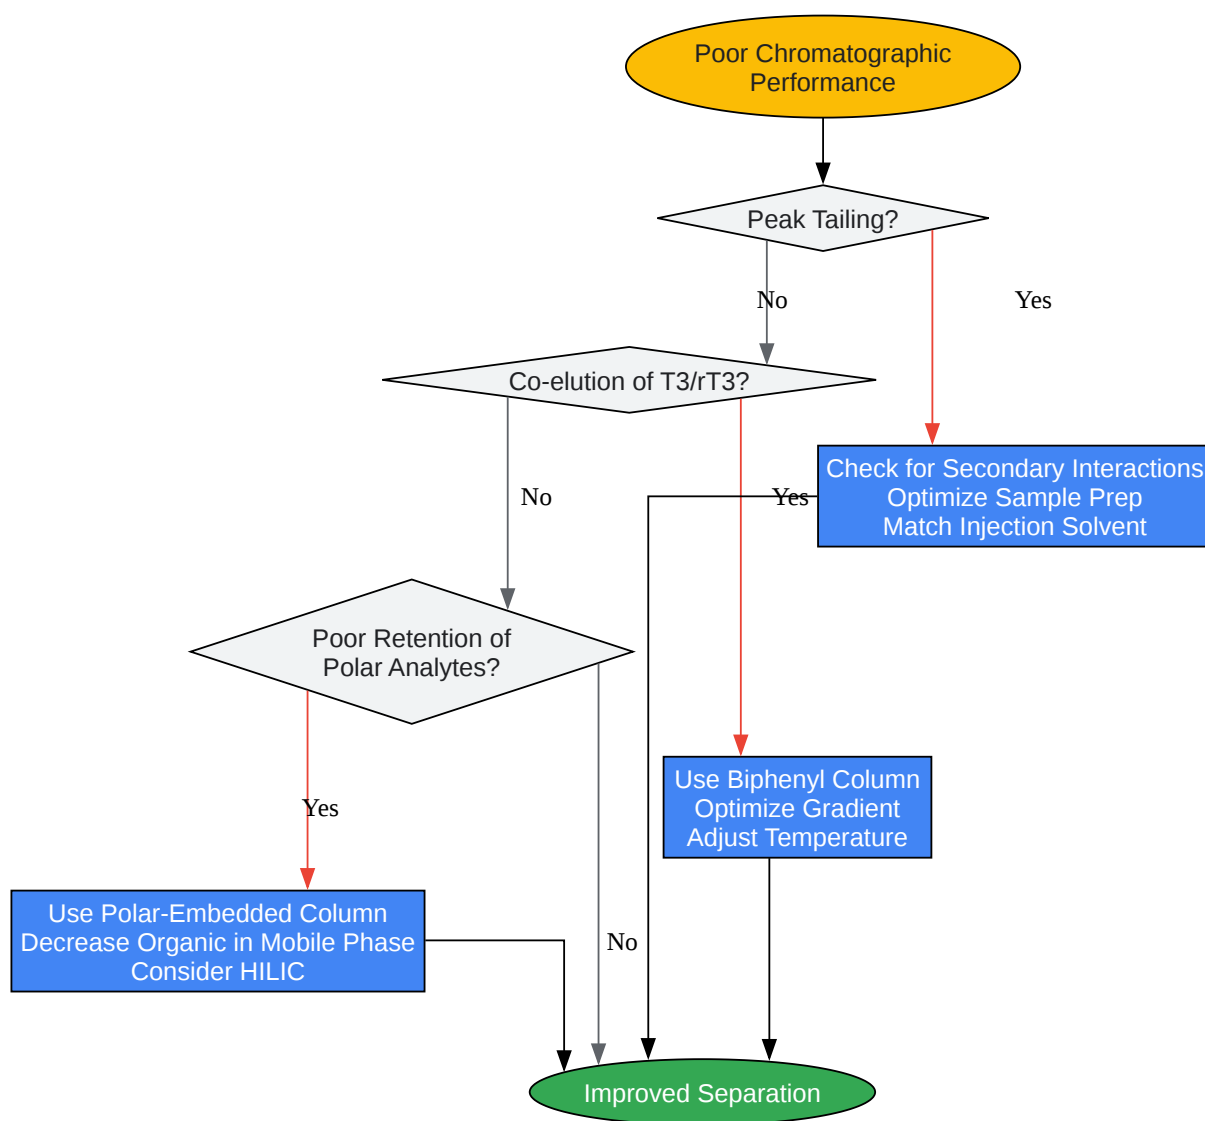 Poor Chromatographic
Performance
Peak Tailing?
No
Yes
Co-elution of T3/rT3?
Check for Secondary Interactions
Optimize Sample Prep
Match Injection Solvent
No
Yes
Poor Retention of
Polar Analytes?
Use Biphenyl Column
Optimize Gradient
Adjust Temperature
Yes
Use Polar-Embedded Column
Decrease Organic in Mobile Phase
Consider HILIC
No
Improved Separation